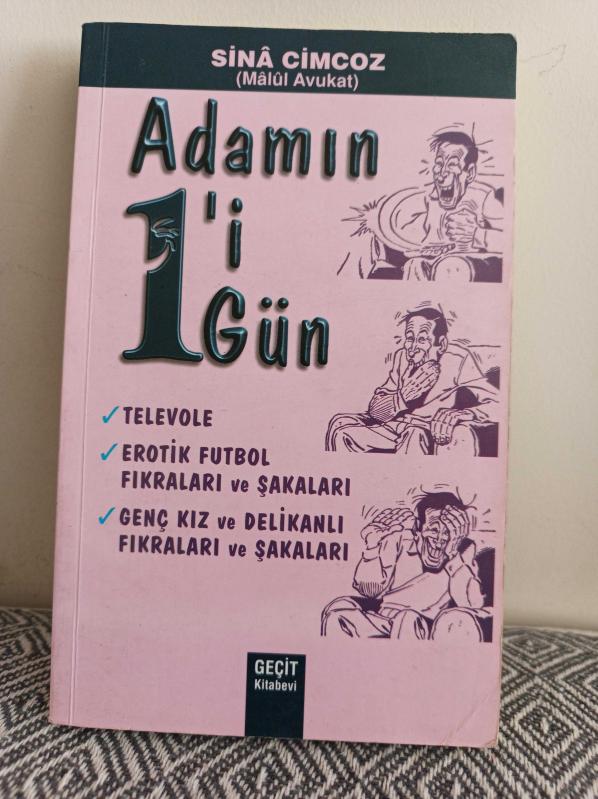 SİNÂ CİMCOZ
(Mâlûl Avukat)
Adamın
1'i
Gün
✓ TELEVOLE
✓ EROTİK FUTBOL
FIKRALARI ve ŞAKALARI
✓ GENÇ KIZ ve DELİKANLI
FIKRALARI ve ŞAKALARI
GEÇİT
Kitabevi